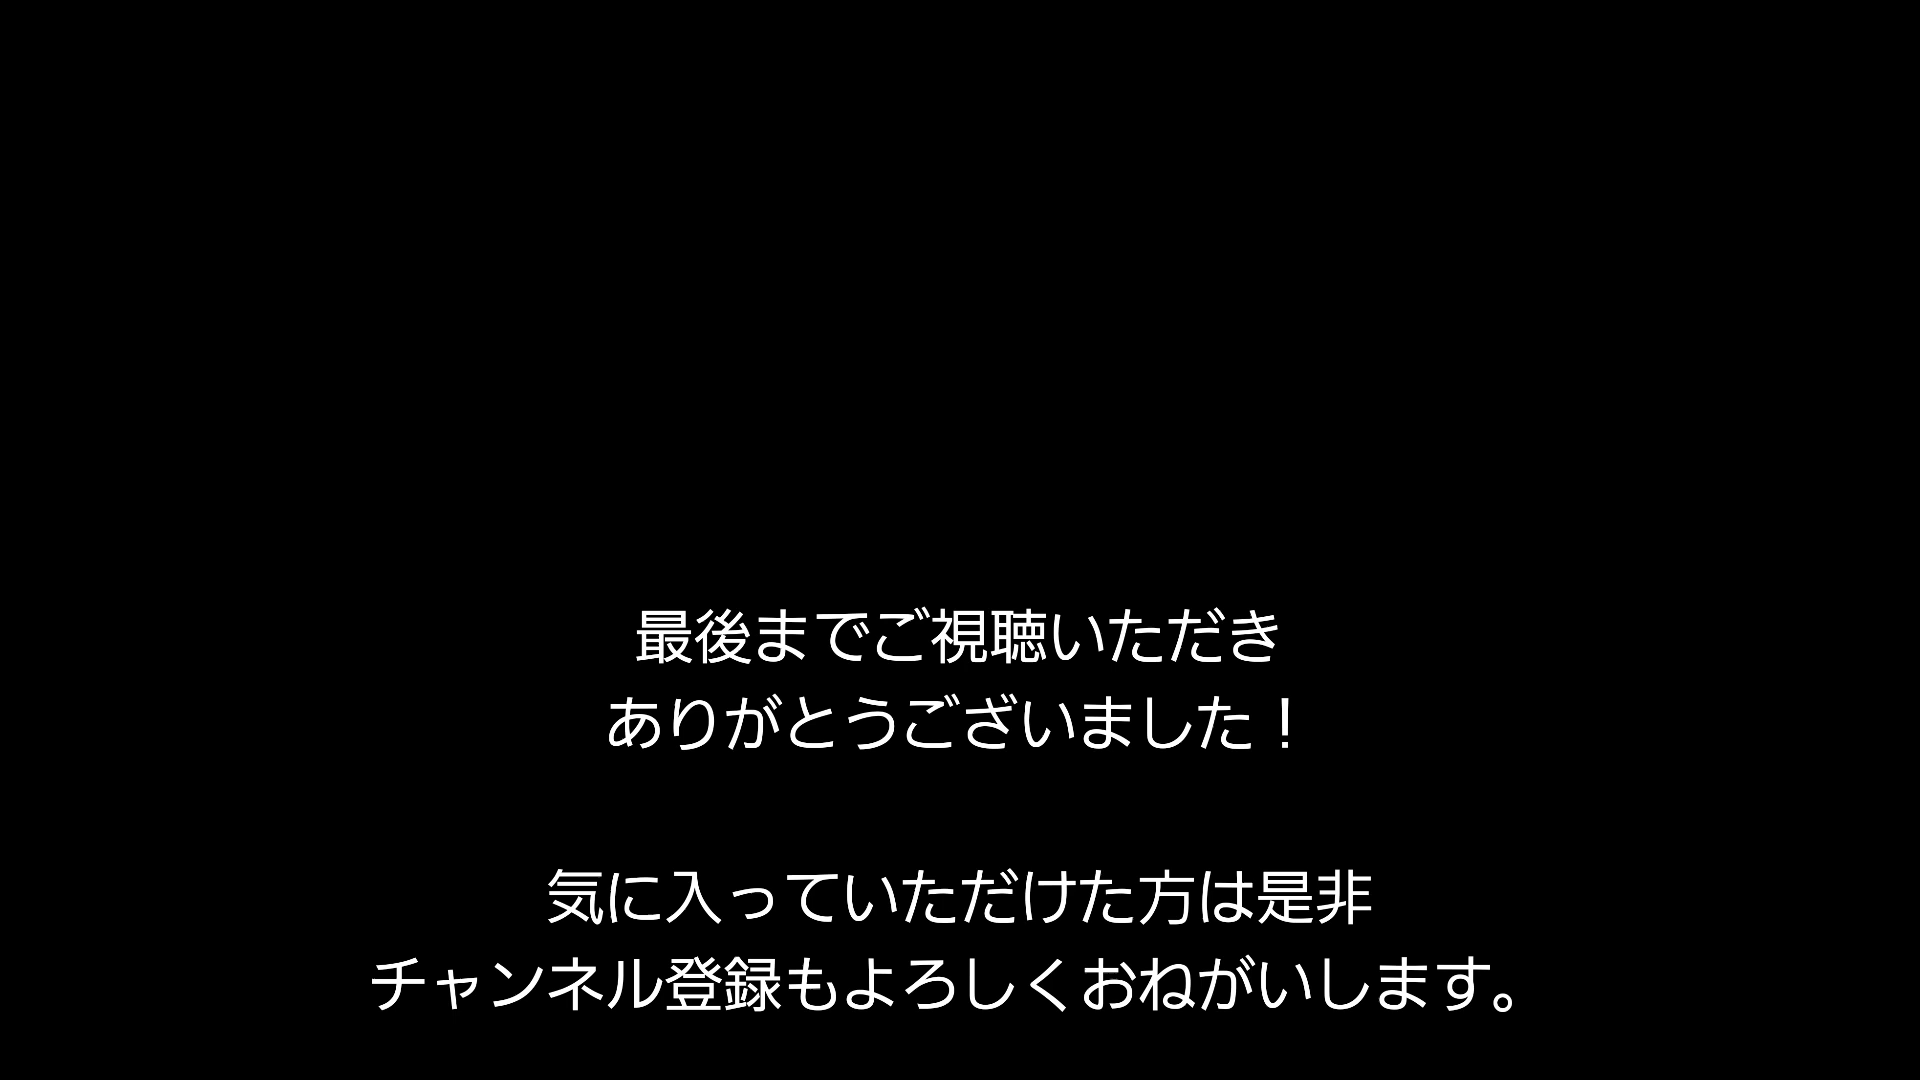 最後までご視聴いただき
ありがとうございました！
気に入っていただけた方は是非
チャンネル登録もよろしくおねがいします。